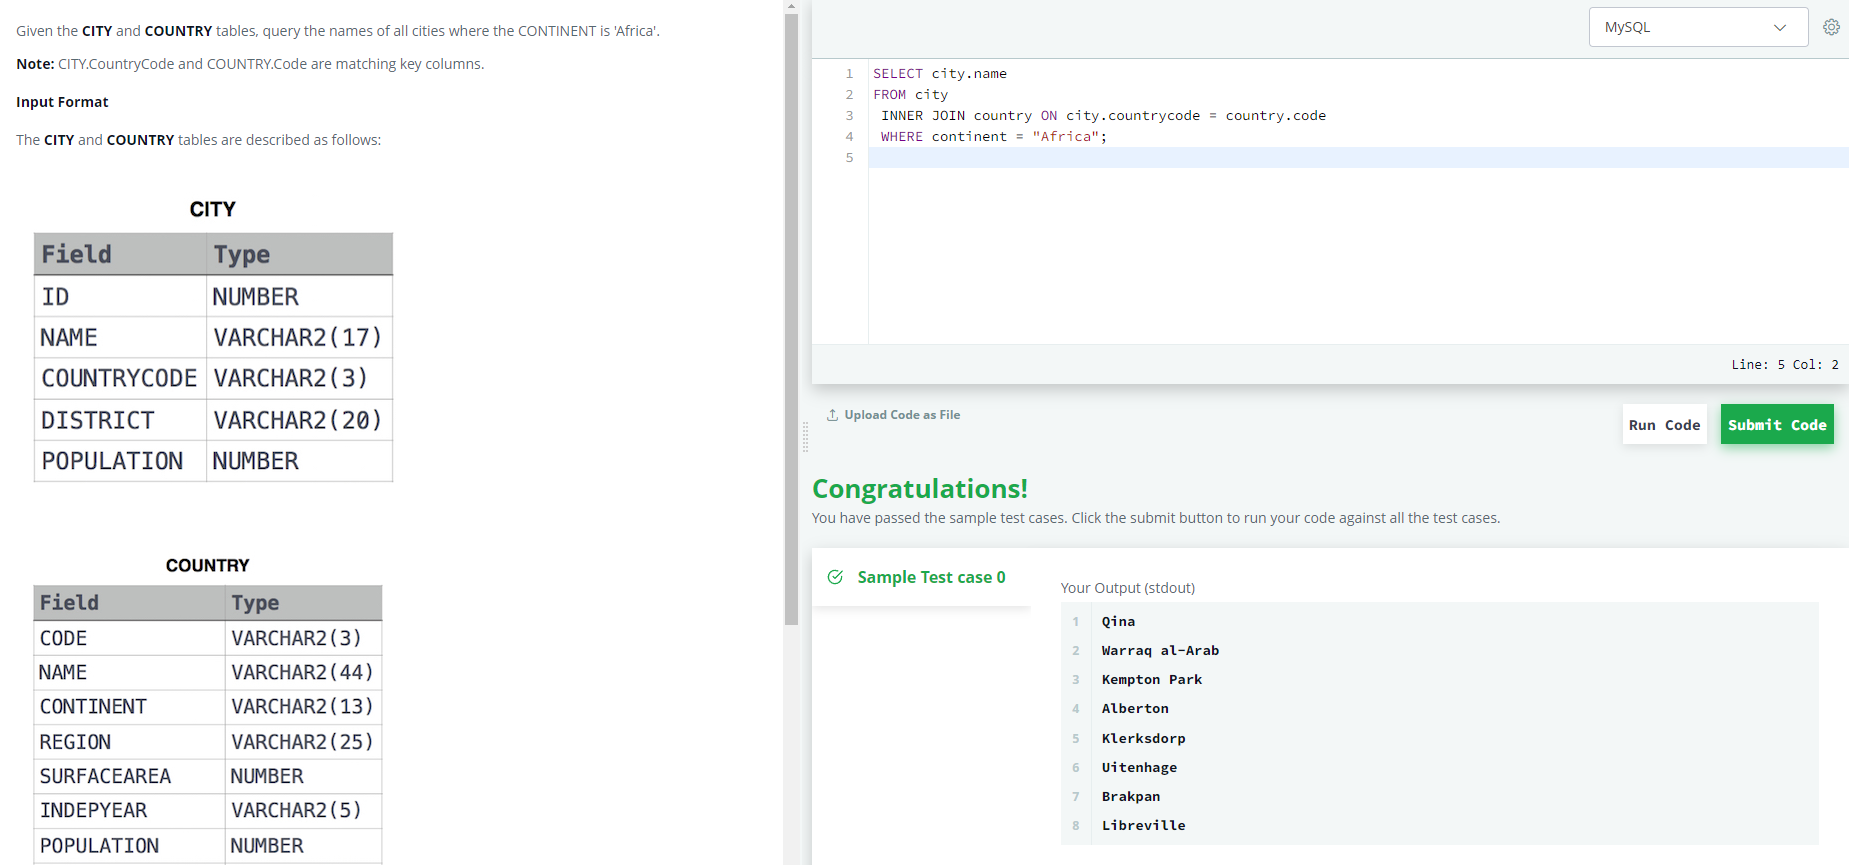 Given the CITY and COUNTRY tables, query the names of all cities where the CONTINENT is 'Africa'.
Note: CITY.CountryCode and COUNTRY.Code are matching key columns.
Input Format
The CITY and COUNTRY tables are described as follows:
CITY
Field Type
ID NUMBER
NAME VARCHAR2(17)
COUNTRYCODE VARCHAR2(3)
DISTRICT VARCHAR2(20)
POPULATION NUMBER
COUNTRY
Field Type
CODE VARCHAR2(3)
NAME VARCHAR2(44)
CONTINENT VARCHAR2(13)
REGION VARCHAR2(25)
SURFACEAREA NUMBER
INDEPYEAR VARCHAR2(5)
POPULATION NUMBER
MySQL
1 SELECT city.name
2 FROM city
3 INNER JOIN country ON city.countrycode = country.code
4 WHERE continent = "Africa";
5
Line: 5 Col: 2
Upload Code as File
Run Code
Submit Code
Congratulations!
You have passed the sample test cases. Click the submit button to run your code against all the test cases.
Sample Test case 0
Your Output (stdout)
1 Qina
2 Warraq al-Arab
3 Kempton Park
4 Alberton
5 Klerksdorp
6 Uitenhage
7 Brakpan
8 Libreville